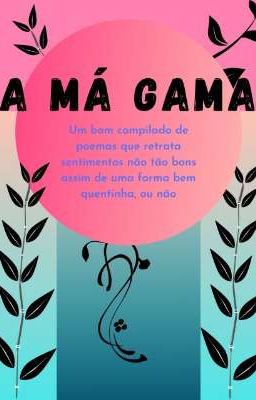 A MÁ GAMA
Um bom compilado de
poemas que retrata
sentimentos não tão bons
assim de uma forma bem
quentinha, ou não